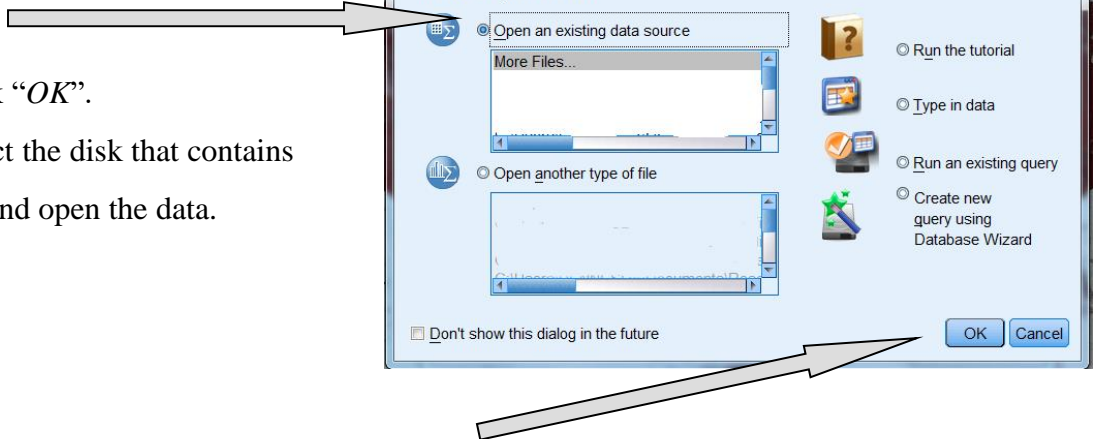 "OK".
the disk that contains
open the data.
Open an existing data source
More Files...
Open another type of file
Don't show this dialog in the future
Run the tutorial
Type in data
Run an existing query
Create new
query using
Database Wizard
OK Cancel